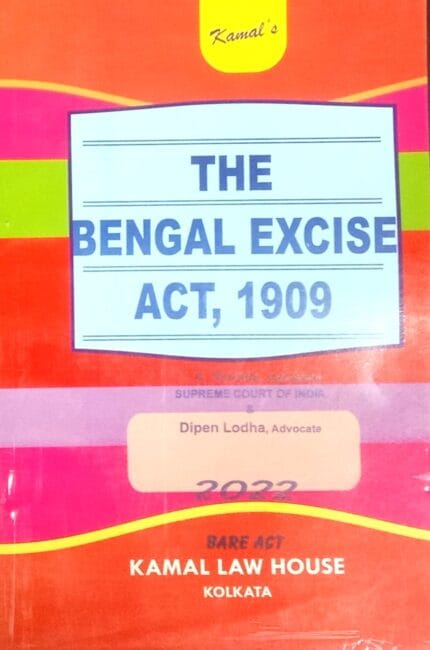 Kamal's
THE
BENGAL EXCISE
ACT, 1909
SUPREME COURT OF INDIA
&
Dipen Lodha, Advocate
2022
BARE ACT
KAMAL LAW HOUSE
KOLKATA